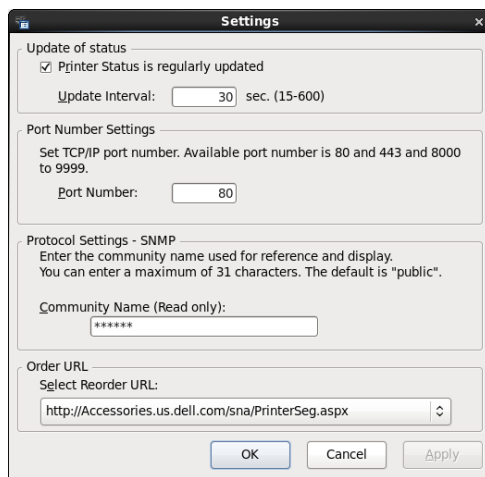 Settings
Update of status
Printer Status is regularly updated
Update Interval: 30 sec. (15-600)
Port Number Settings
Set TCP/IP port number. Available port number is 80 and 443 and 8000
to 9999.
Port Number: 80
Protocol Settings - SNMP
Enter the community name used for reference and display.
You can enter a maximum of 31 characters. The default is "public".
Community Name (Read only):
******
Order URL
Select Reorder URL:
http://Accessories.us.dell.com/sna/PrinterSeg.aspx
OK Cancel Apply